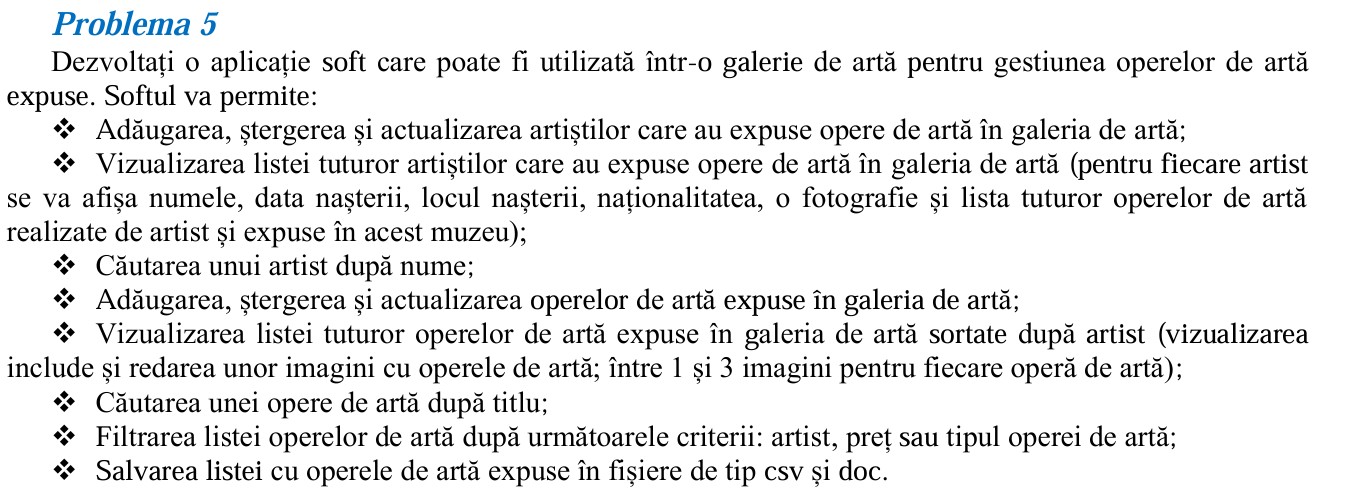 Problema 5
Dezvoltați o aplicație soft care poate fi utilizată într-o galerie de artă pentru gestiunea operelor de artă
expuse. Softul va permite:
❖ Adăugarea, ștergerea și actualizarea artiștilor care au expuse opere de artă în galeria de artă;
❖ Vizualizarea listei tuturor artiștilor care au expuse opere de artă în galeria de artă (pentru fiecare artist
se va afișa numele, data nașterii, locul nașterii, naționalitatea, o fotografie și lista tuturor operelor de artă
realizate de artist și expuse în acest muzeu);
❖ Căutarea unui artist după nume;
❖ Adăugarea, ștergerea și actualizarea operelor de artă expuse în galeria de artă;
❖ Vizualizarea listei tuturor operelor de artă expuse în galeria de artă sortate după artist (vizualizarea
include și redarea unor imagini cu operele de artă; între 1 și 3 imagini pentru fiecare operă de artă);
❖ Căutarea unei opere de artă după titlu;
❖ Filtrarea listei operelor de artă după următoarele criterii: artist, preț sau tipul operei de artă;
❖ Salvarea listei cu operele de artă expuse în fișiere de tip csv și doc.